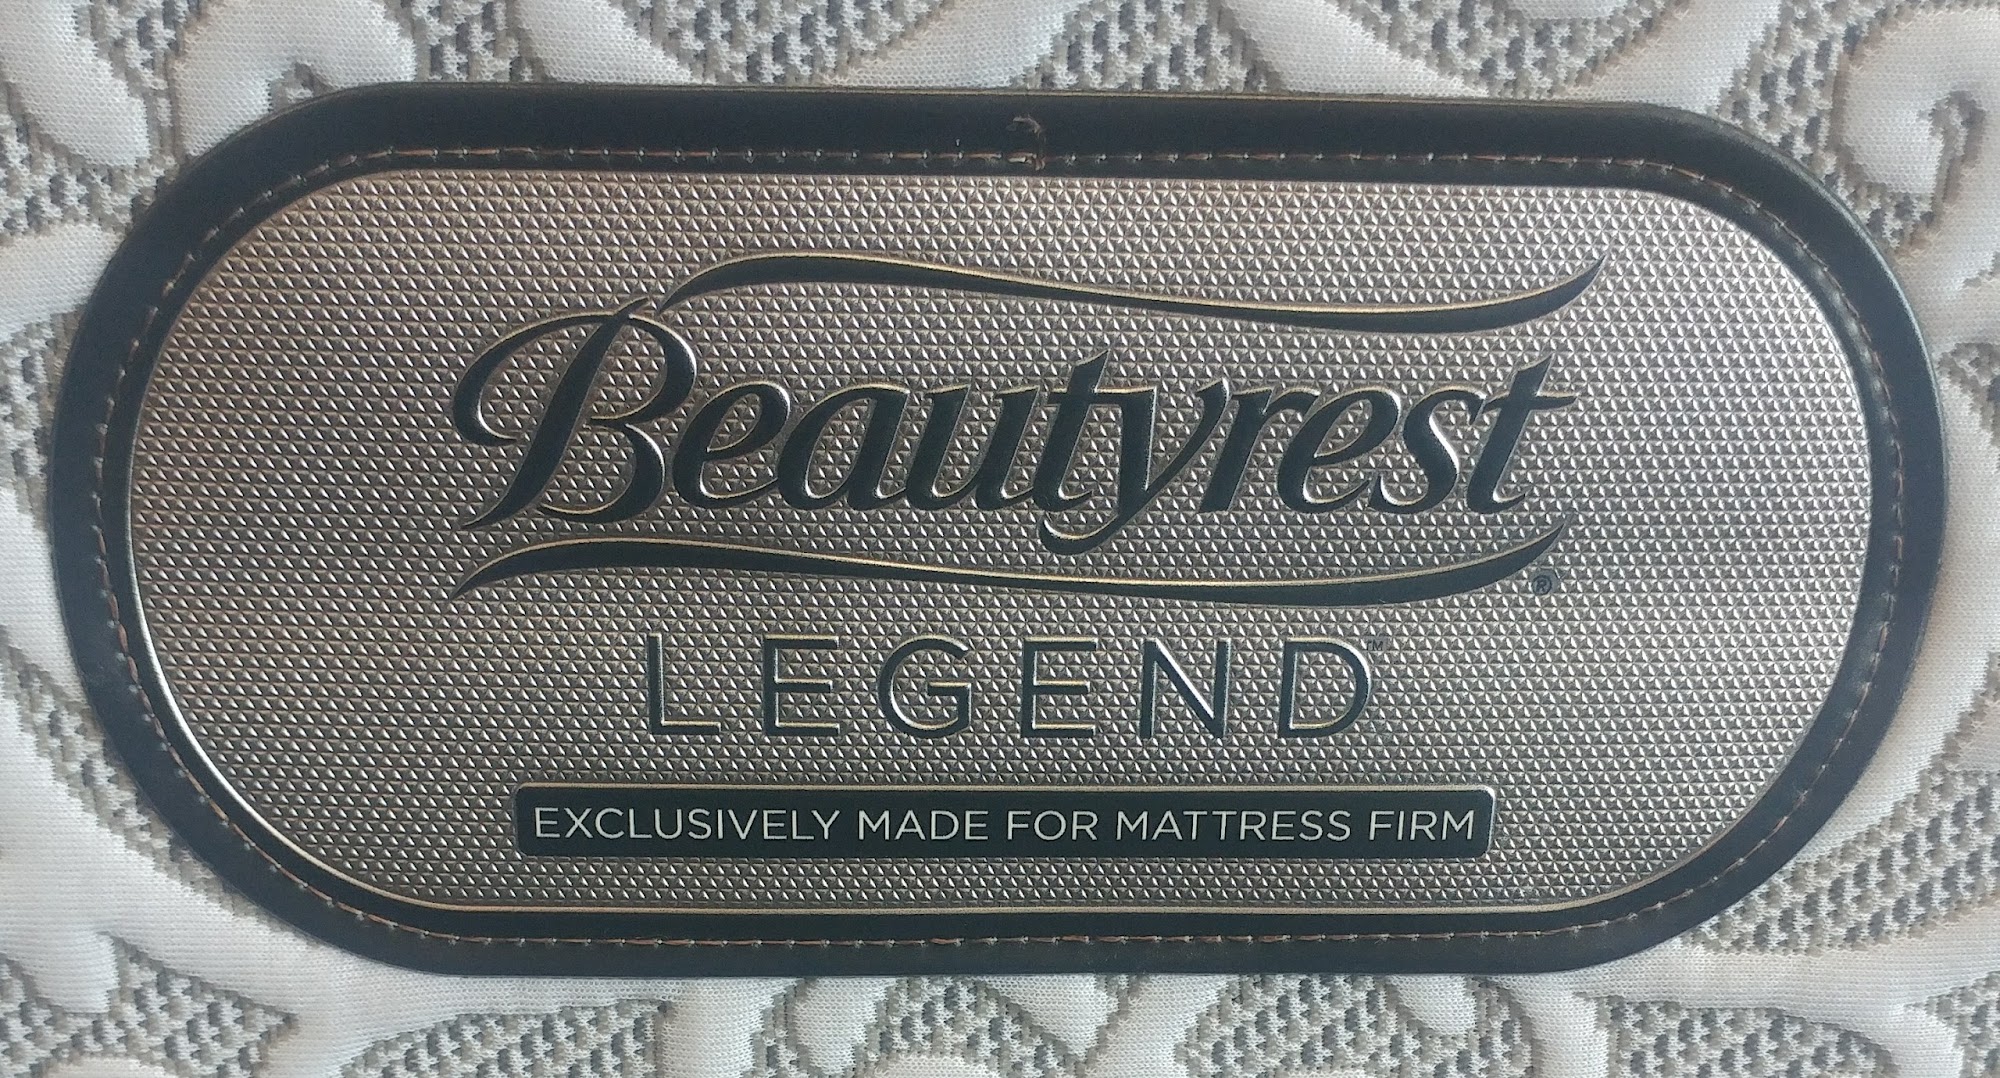 Beautyrest®
LEGEND™
EXCLUSIVELY MADE FOR MATTRESS FIRM